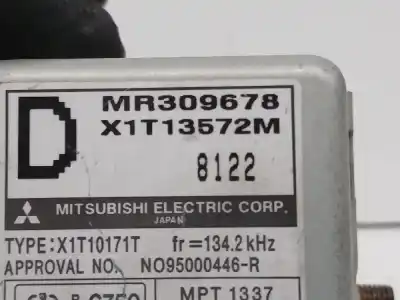 D
MR309678
X1T13572M
8122
MITSUBISHI ELECTRIC CORP.
JAPAN
TYPE:X1T10171T fr=134.2kHz
APPROVAL NO. NO95000446-R
MPT 1337